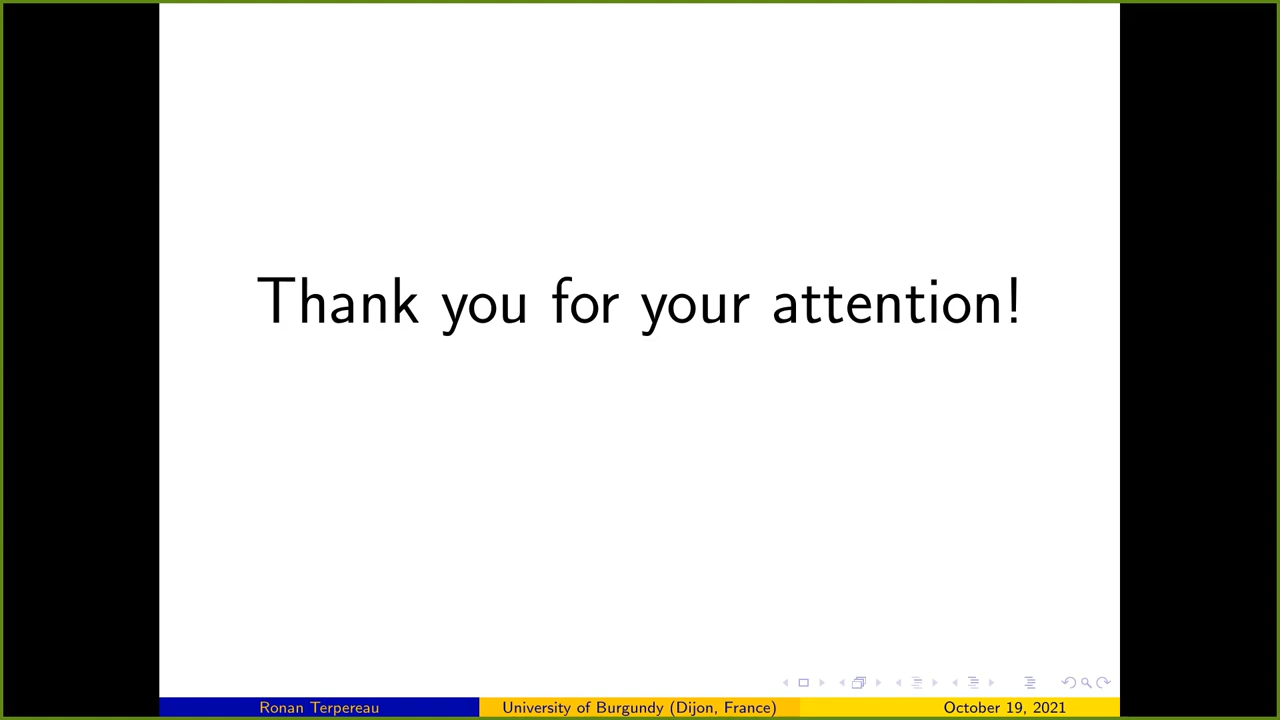 Thank you for your attention!
Ronan Terpereau
University of Burgundy (Dijon, France)
October 19, 2021